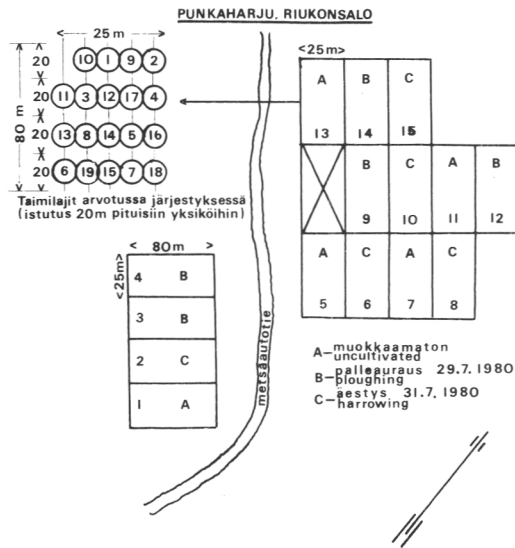 PUNKAHARJU, RIUKONSALO
25 m
20 10 1 9 2
20 11 3 12 17 4
80 m
20 13 8 14 5 16
20 6 19 15 7 18
Taimilajit arvotussa järjestyksessä
(istutus 20m pituisiin yksiköihin)
<25m>
A B C
13 14 15
B C A B
9 10 11 12
A C A C
5 6 7 8
80m
<25m>
4 B
3 B
2 C
1 A
metsäautotie
A—muokkaamaton
uncultivated
B—palleauraus 29.7.1980
ploughing
C—äestys 31.7.1980
harrowing